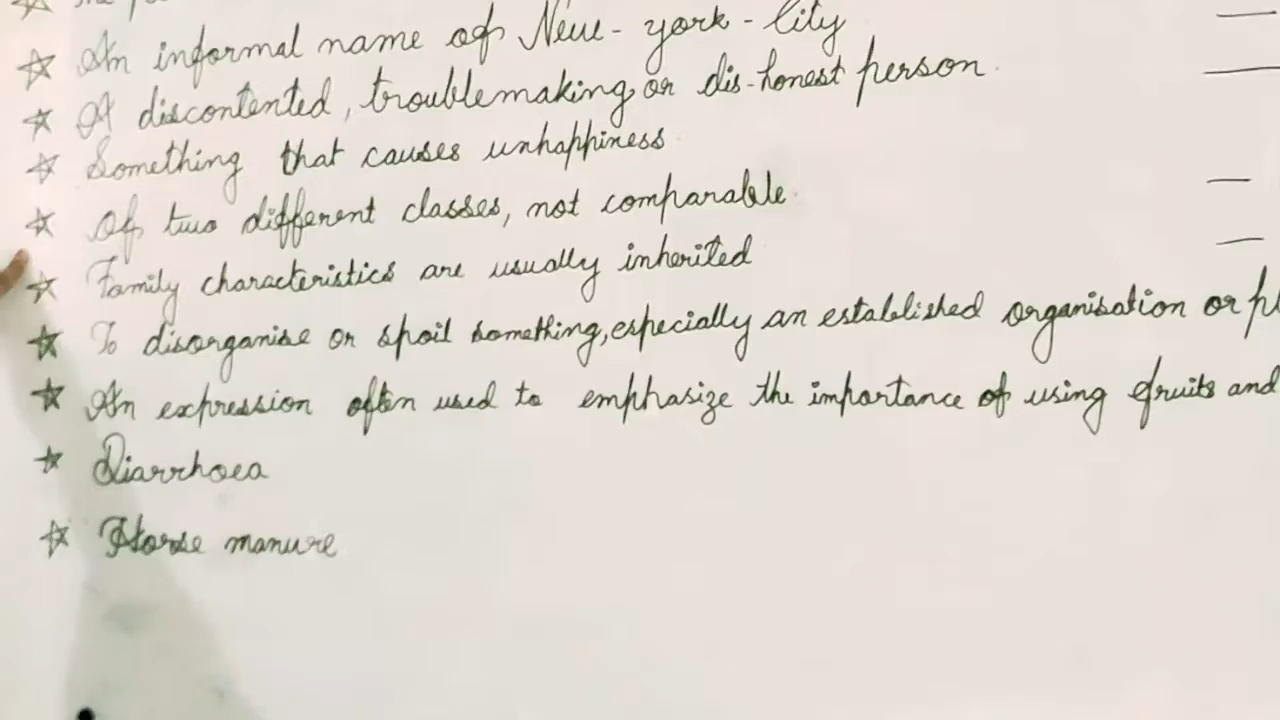 An informal name of New-york-City
A discontented, troublemaking or dis-honest person
Something that causes unhappiness
Of two different classes, not comparable.
Family characteristics are usually inherited
To disorganise or spoil something, especially an established organisation or
An expression often used to emphasize the importance of using fruits and
Diarrhoea
Horse manure